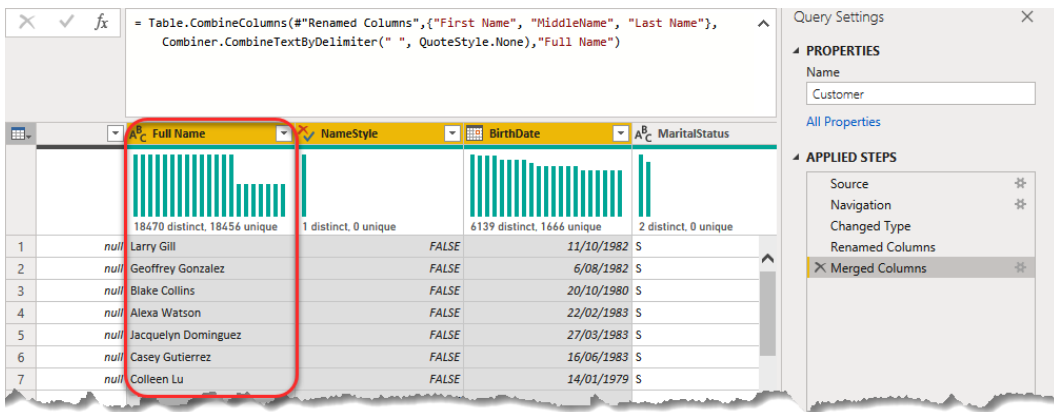 fx
= Table.CombineColumns(#"Renamed Columns",{"First Name", "MiddleName", "Last Name"},
Combiner.CombineTextByDelimiter(" ", QuoteStyle.None),"Full Name")
Query Settings
PROPERTIES
Name
Customer
All Properties
APPLIED STEPS
Source
Navigation
Changed Type
Renamed Columns
Merged Columns
ABC Full Name NameStyle BirthDate ABC MaritalStatus
18470 distinct, 18456 unique 1 distinct, 0 unique 6139 distinct, 1666 unique 2 distinct, 0 unique
1 null Larry Gill FALSE 11/10/1982 S
2 null Geoffrey Gonzalez FALSE 6/08/1982 S
3 null Blake Collins FALSE 20/10/1980 S
4 null Alexa Watson FALSE 22/02/1983 S
5 null Jacquelyn Dominguez FALSE 27/03/1983 S
6 null Casey Gutierrez FALSE 16/06/1983 S
7 null Colleen Lu FALSE 14/01/1979 S